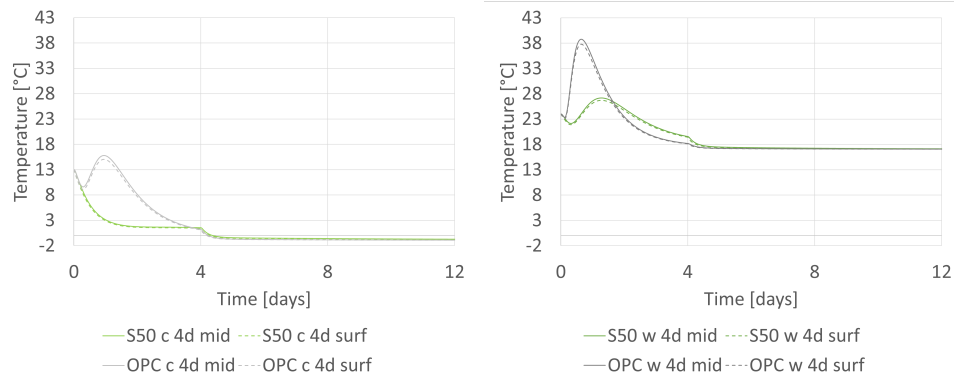 43
38
33
28
23
18
13
8
3
-2
Temperature [°C]
0 4 8 12
Time [days]
S50 c 4d mid S50 c 4d surf
OPC c 4d mid OPC c 4d surf
43
38
33
28
23
18
13
8
3
-2
Temperature [°C]
0 4 8 12
Time [days]
S50 w 4d mid S50 w 4d surf
OPC w 4d mid OPC w 4d surf